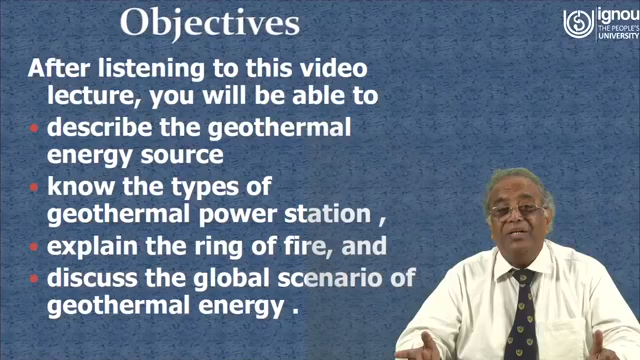 Objectives
ignou
THE PEOPLE'S
UNIVERSITY
After listening to this video
lecture, you will be able to
• describe the geothermal
energy source
• know the types of
geothermal power station ,
• explain the ring of fire, and
• discuss the global scenario of
geothermal energy .